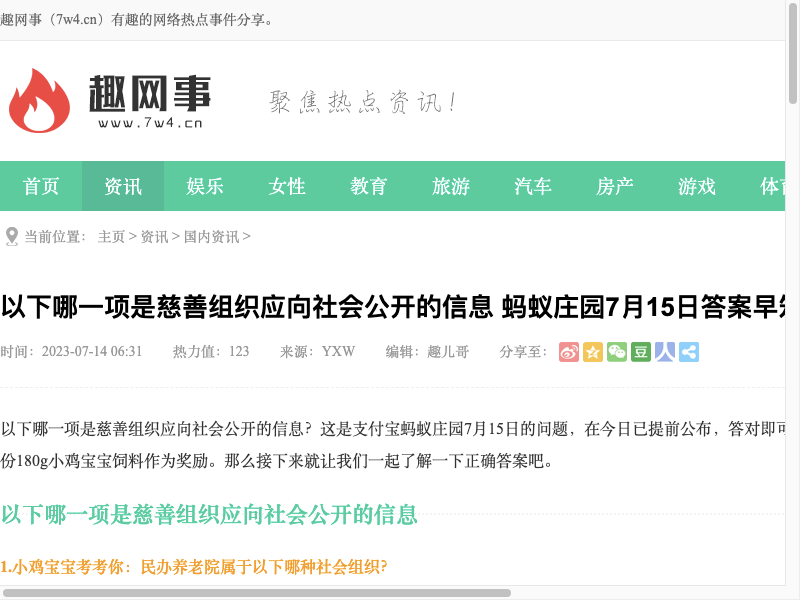 趣网事（7w4.cn）有趣的网络热点事件分享。
趣网事
www.7w4.cn
聚焦热点资讯！
首页 资讯 娱乐 女性 教育 旅游 汽车 房产 游戏 体育
当前位置： 主页 > 资讯 > 国内资讯 >
以下哪一项是慈善组织应向社会公开的信息 蚂蚁庄园7月15日答案早知
时间：2023-07-14 06:31 热力值：123 来源：YXW 编辑：趣儿哥 分享至：
豆
以下哪一项是慈善组织应向社会公开的信息？这是支付宝蚂蚁庄园7月15日的问题，在今日已提前公布，答对即可
份180g小鸡宝宝饲料作为奖励。那么接下来就让我们一起了解一下正确答案吧。
以下哪一项是慈善组织应向社会公开的信息
1.小鸡宝宝考考你：民办养老院属于以下哪种社会组织?